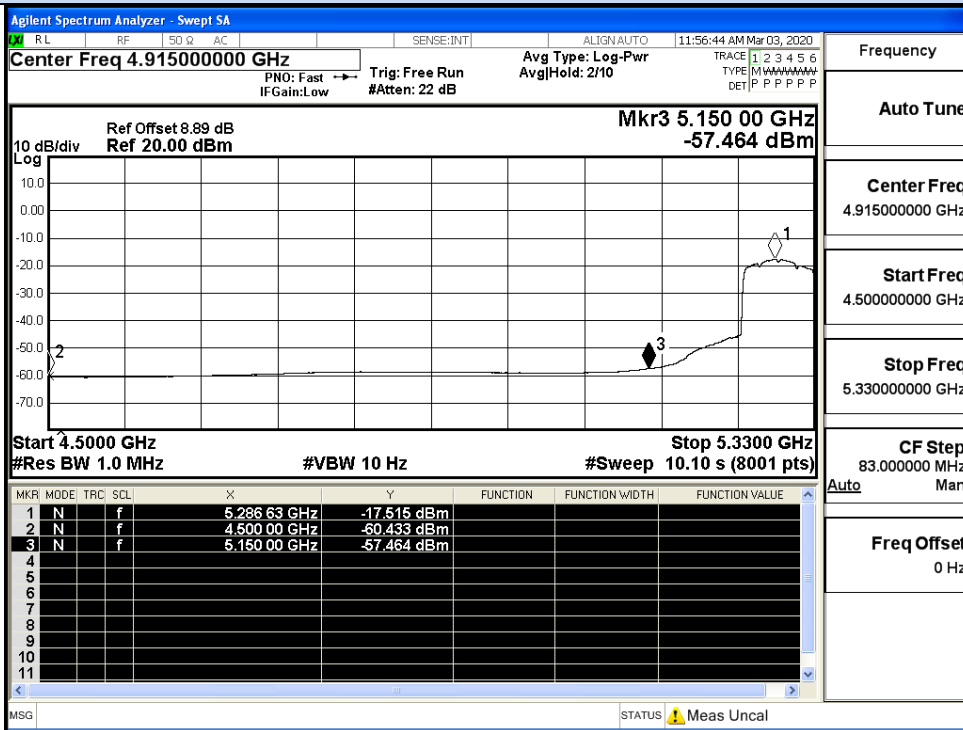 Agilent Spectrum Analyzer - Swept SA
LXI RL RF 50 Ω AC SENSE:INT ALIGN AUTO 11:56:44 AM Mar 03, 2020
Center Freq 4.915000000 GHz
PNO: Fast
IFGain:Low
Trig: Free Run
#Atten: 22 dB
Avg Type: Log-Pwr
Avg|Hold: 2/10
TRACE 1 2 3 4 5 6
TYPE M WWWWW
DET P P P P P P
Mkr3 5.150 00 GHz
-57.464 dBm
Ref Offset 8.89 dB
10 dB/div Ref 20.00 dBm
Log
10.0
0.00
-10.0
-20.0
-30.0
-40.0
-50.0
-60.0
-70.0
1
2
3
Start 4.5000 GHz Stop 5.3300 GHz
#Res BW 1.0 MHz #VBW 10 Hz #Sweep 10.10 s (8001 pts)
MKR MODE TRC SCL X Y FUNCTION FUNCTION WIDTH FUNCTION VALUE
1 N f 5.286 63 GHz -17.515 dBm
2 N f 4.500 00 GHz -60.433 dBm
3 N f 5.150 00 GHz -57.464 dBm
4
5
6
7
8
9
10
11
MSG STATUS Meas Uncal
Frequency
Auto Tune
Center Freq
4.915000000 GHz
Start Freq
4.500000000 GHz
Stop Freq
5.330000000 GHz
CF Step
83.000000 MHz
Auto Man
Freq Offset
0 Hz